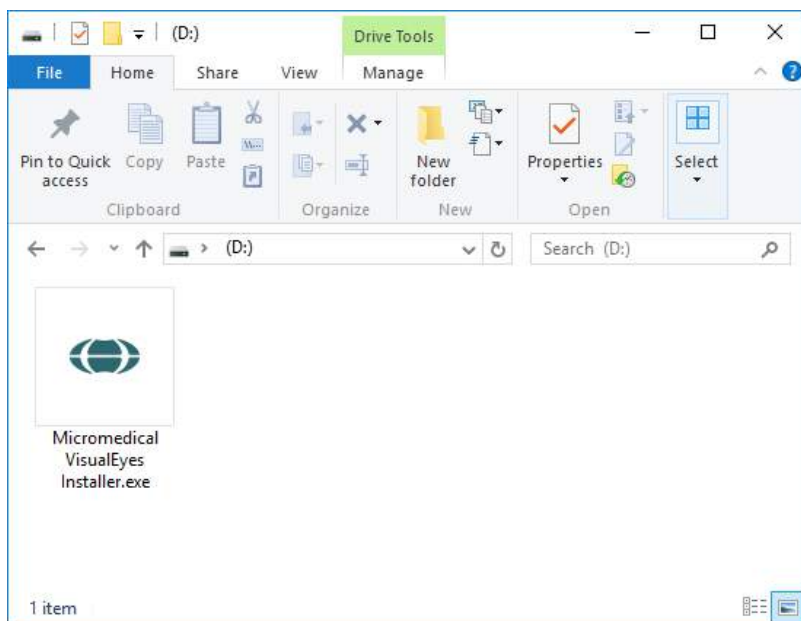 (D:)
Drive Tools
File
Home
Share
View
Manage
Pin to Quick
access
Copy
Paste
Clipboard
Organize
New
folder
New
Properties
Open
Select
(D:)
Search (D:)
Micromedical
VisualEyes
Installer.exe
1 item